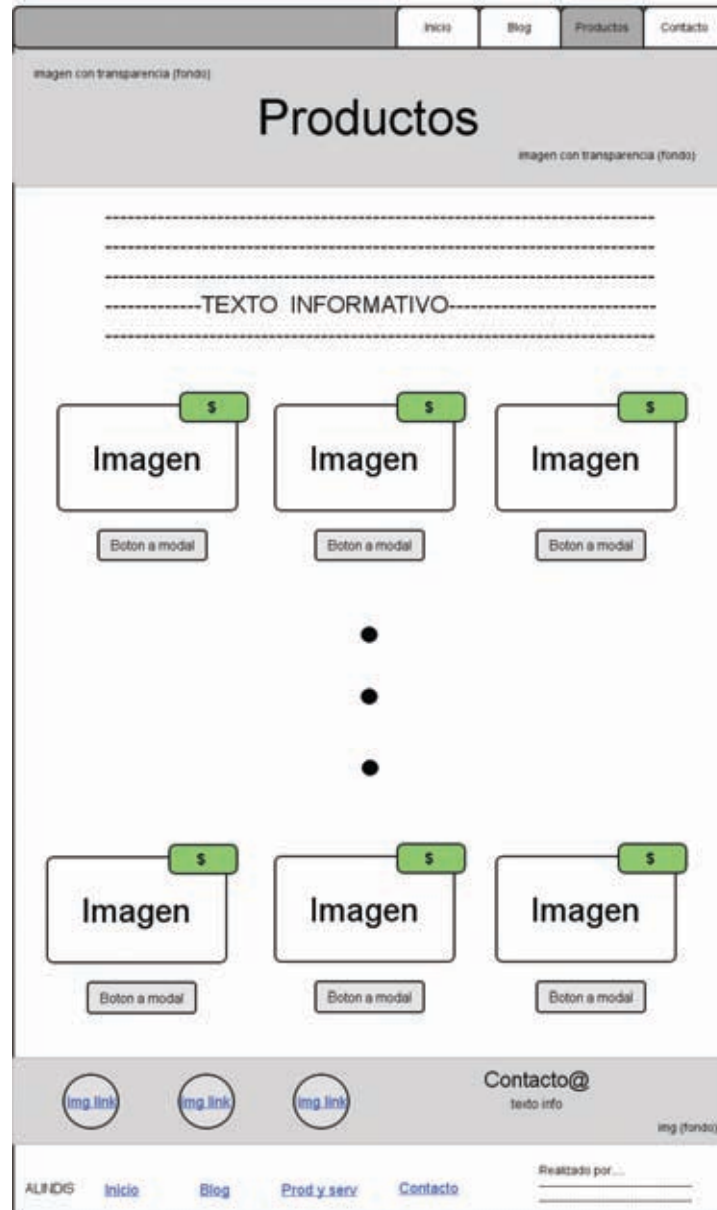 Inicio Blog Productos Contacto
imagen con transparencia (fondo)
Productos
imagen con transparencia (fondo)
TEXTO INFORMATIVO
$ $ $
Imagen Imagen Imagen
Boton a modal Boton a modal Boton a modal
$ $ $
Imagen Imagen Imagen
Boton a modal Boton a modal Boton a modal
img link img link img link
Contacto@
texto info
img (fondo)
ALINDIS Inicio Blog Prod y serv Contacto
Realizado por....